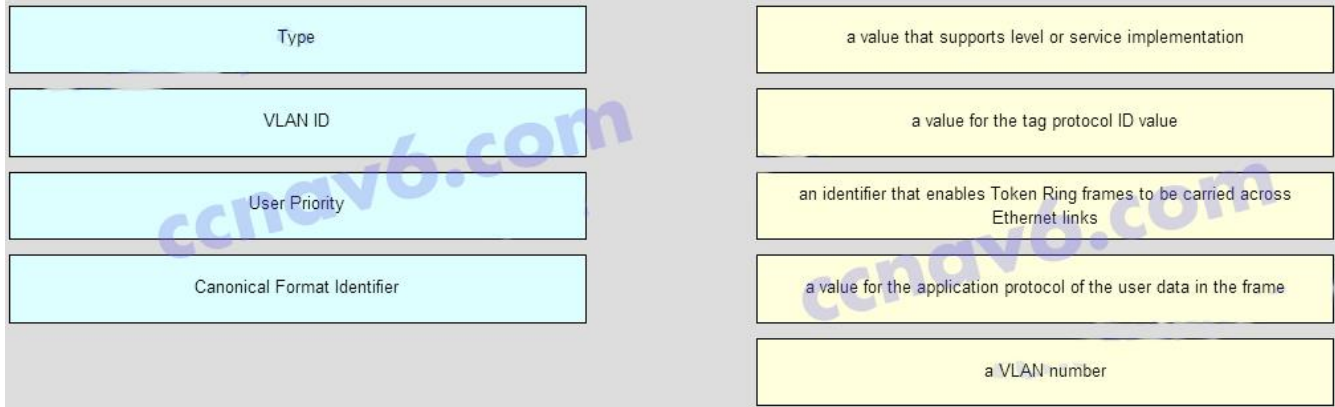 Type
VLAN ID
User Priority
Canonical Format Identifier
a value that supports level or service implementation
a value for the tag protocol ID value
an identifier that enables Token Ring frames to be carried across
Ethernet links
a value for the application protocol of the user data in the frame
a VLAN number
ccnav6.com
ccnav6.com